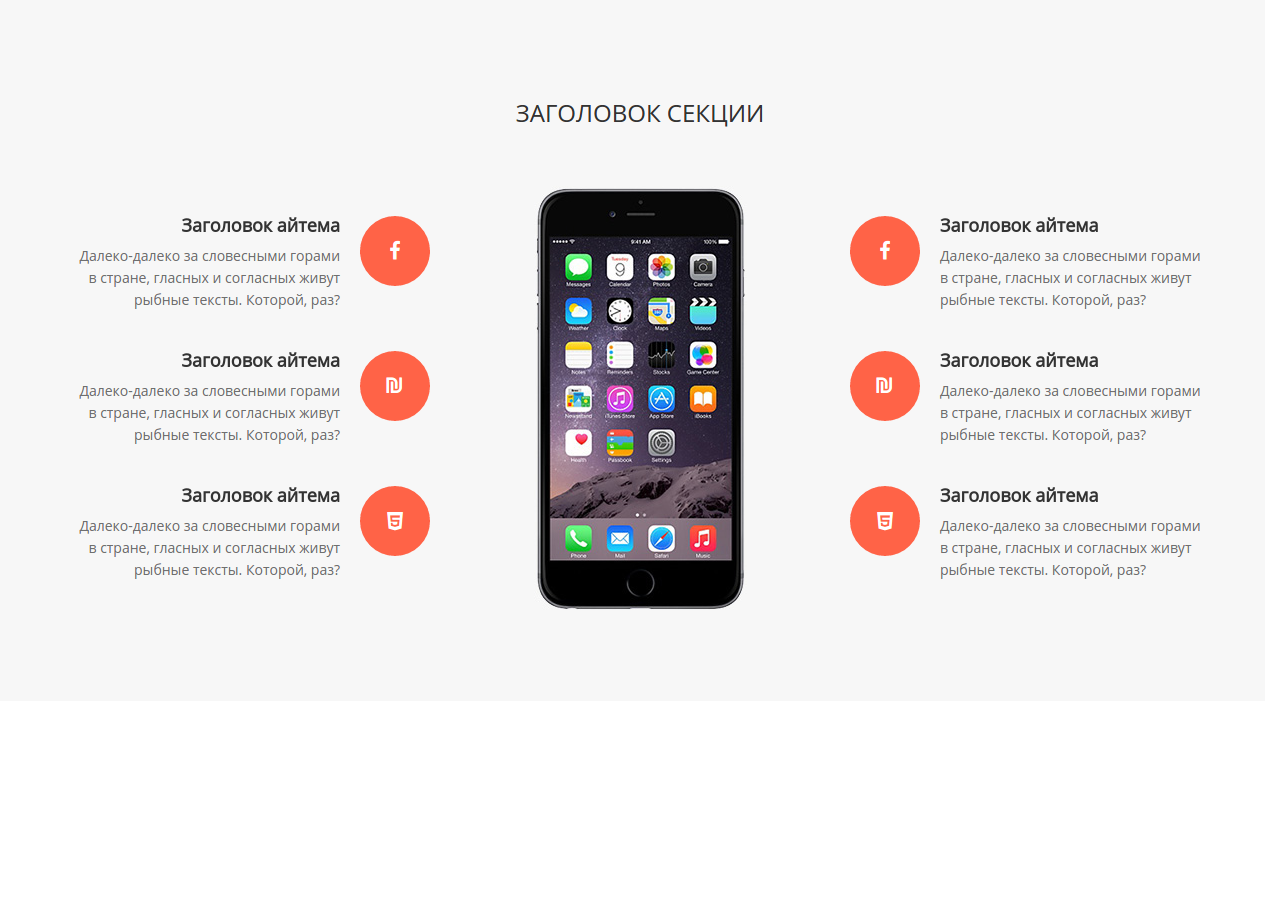 ЗАГОЛОВОК СЕКЦИИ
Заголовок айтема
Далеко-далеко за словесными горами
в стране, гласных и согласных живут
рыбные тексты. Которой, раз?
Заголовок айтема
Далеко-далеко за словесными горами
в стране, гласных и согласных живут
рыбные тексты. Которой, раз?
Заголовок айтема
Далеко-далеко за словесными горами
в стране, гласных и согласных живут
рыбные тексты. Которой, раз?
9:41 AM 100%
Tuesday
9
Messages Calendar Photos Camera
Weather Clock Maps Videos
Notes Reminders Stocks Game Center
Newsstand iTunes Store App Store iBooks
Health Passbook Settings
Phone Mail Safari Music
Заголовок айтема
Далеко-далеко за словесными горами
в стране, гласных и согласных живут
рыбные тексты. Которой, раз?
Заголовок айтема
Далеко-далеко за словесными горами
в стране, гласных и согласных живут
рыбные тексты. Которой, раз?
Заголовок айтема
Далеко-далеко за словесными горами
в стране, гласных и согласных живут
рыбные тексты. Которой, раз?